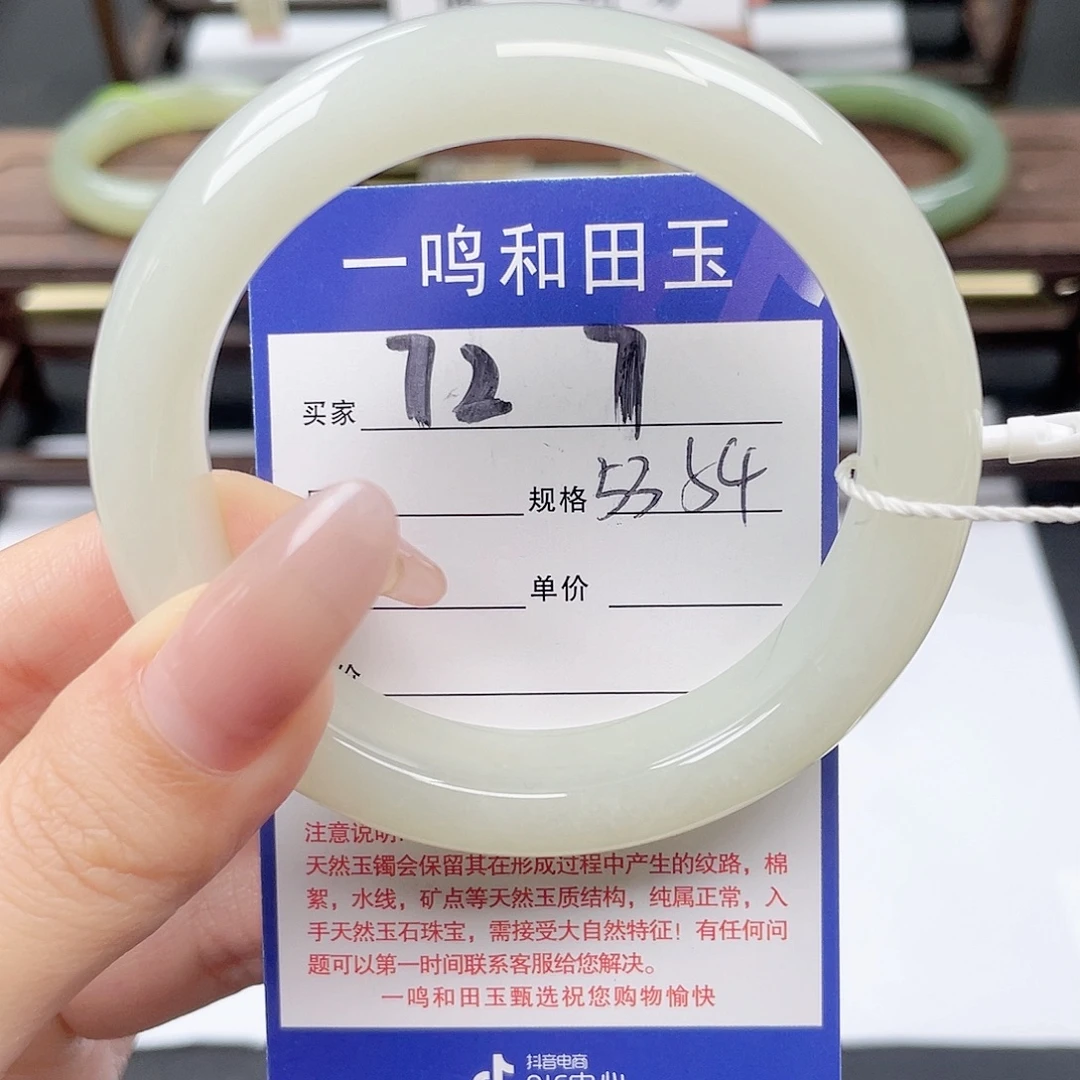 一鸣和田玉
买家 72 7
规格 53 54
单价
注意说明:
天然玉镯会保留其在形成过程中产生的纹路，棉
絮，水线，矿点等天然玉质结构，纯属正常，入
手天然玉石珠宝，需接受大自然特征！有任何问
题可以第一时间联系客服给您解决。
一鸣和田玉甄选祝您购物愉快
抖音电商